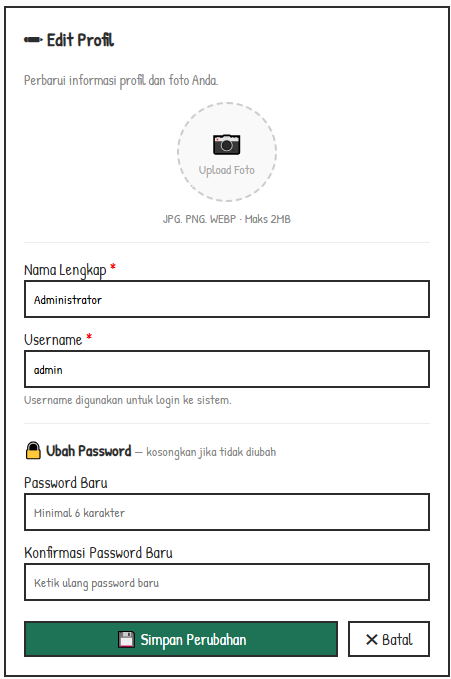 Edit Profil
Perbarui informasi profil dan foto Anda.
Upload Foto
JPG. PNG. WEBP · Maks 2MB
Nama Lengkap *
Administrator
Username *
admin
Username digunakan untuk login ke sistem.
Ubah Password — kosongkan jika tidak diubah
Password Baru
Minimal 6 karakter
Konfirmasi Password Baru
Ketik ulang password baru
Simpan Perubahan
✕ Batal